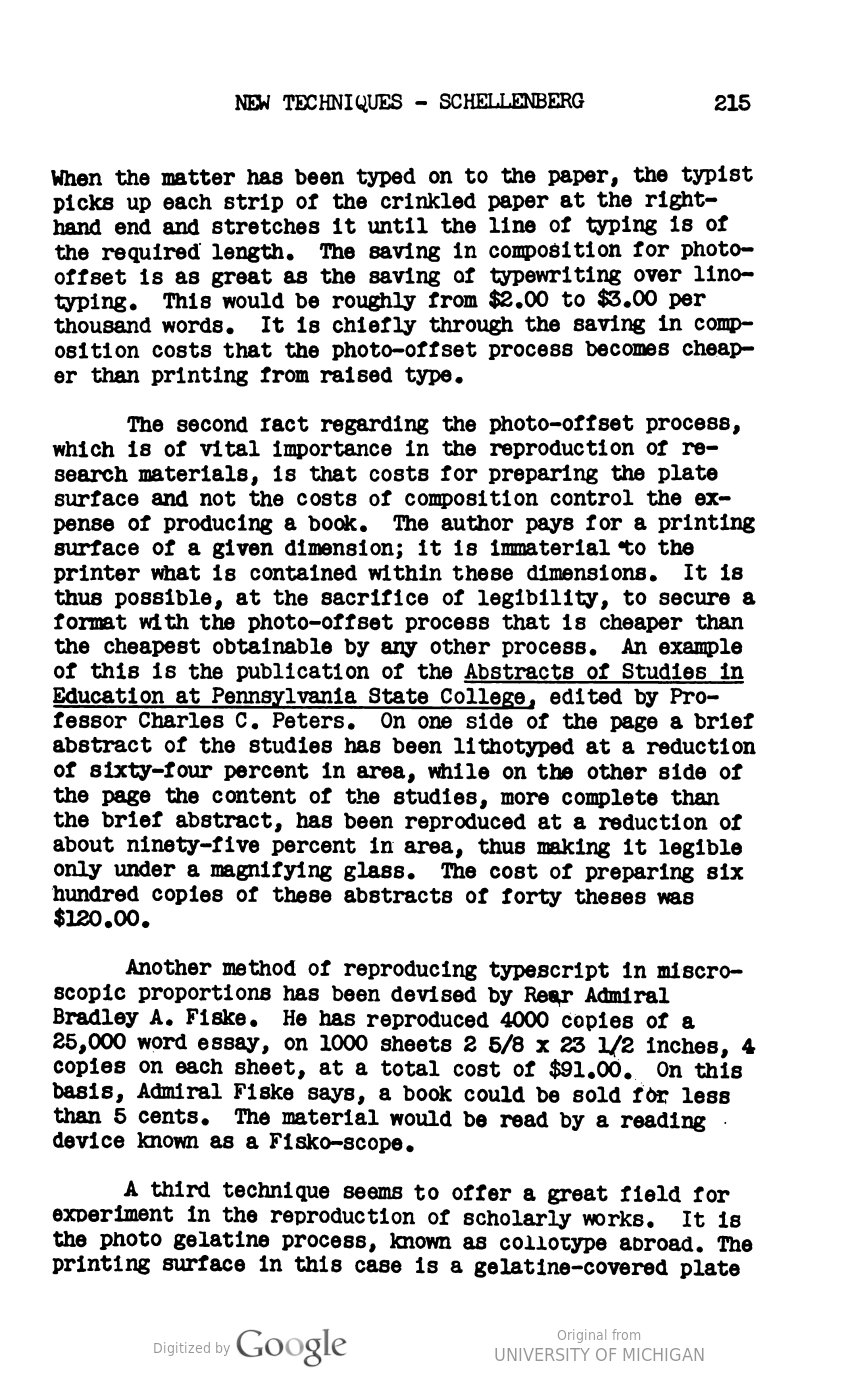 NEW TECHNIQUES - SCHELLENBERG 215
When the matter has been typed on to the paper, the typist
picks up each strip of the crinkled paper at the right-
hand end and stretches it until the line of typing is of
the required length. The saving in composition for photo-
offset is as great as the saving of typewriting over lino-
typing. This would be roughly from $2.00 to $3.00 per
thousand words. It is chiefly through the saving in comp-
osition costs that the photo-offset process becomes cheap-
er than printing from raised type.
The second ract regarding the photo-offset process,
which is of vital importance in the reproduction of re-
search materials, is that costs for preparing the plate
surface and not the costs of composition control the ex-
pense of producing a book. The author pays for a printing
surface of a given dimension; it is immaterial to the
printer what is contained within these dimensions. It is
thus possible, at the sacrifice of legibility, to secure a
format with the photo-offset process that is cheaper than
the cheapest obtainable by any other process. An example
of this is the publication of the Abstracts of Studies in
Education at Pennsylvania State College, edited by Pro-
fessor Charles C. Peters. On one side of the page a brief
abstract of the studies has been lithotyped at a reduction
of sixty-four percent in area, while on the other side of
the page the content of the studies, more complete than
the brief abstract, has been reproduced at a reduction of
about ninety-five percent in area, thus making it legible
only under a magnifying glass. The cost of preparing six
hundred copies of these abstracts of forty theses was
$120.00.
Another method of reproducing typescript in miscro-
scopic proportions has been devised by Rear Admiral
Bradley A. Fiske. He has reproduced 4000 copies of a
25,000 word essay, on 1000 sheets 2 5/8 x 23 1/2 inches, 4
copies on each sheet, at a total cost of $91.00. On this
basis, Admiral Fiske says, a book could be sold for less
than 5 cents. The material would be read by a reading
device known as a Fisko-scope.
A third technique seems to offer a great field for
experiment in the reproduction of scholarly works. It is
the photo gelatine process, known as collotype abroad. The
printing surface in this case is a gelatine-covered plate
Digitized by Google
Original from
UNIVERSITY OF MICHIGAN